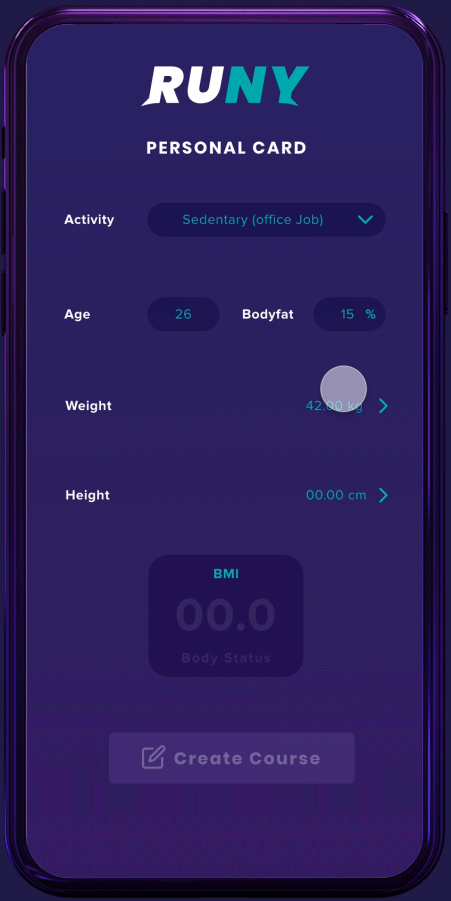 RUNY
PERSONAL CARD
Activity Sedentary (office Job)
Age 26 Bodyfat 15 %
Weight 42.00 kg
Height 00.00 cm
BMI
00.0
Body Status
Create Course